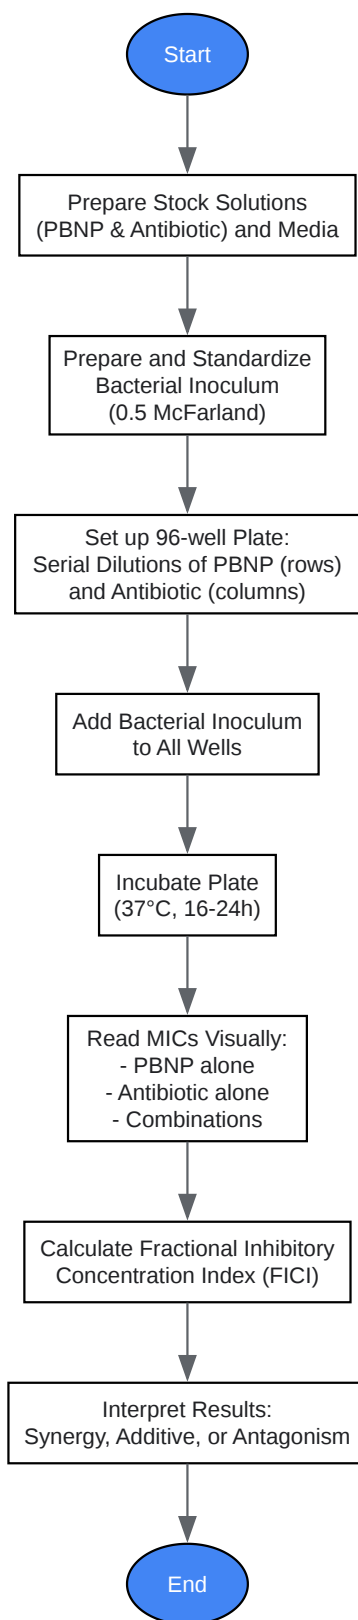 Start
Prepare Stock Solutions
(PBNP & Antibiotic) and Media
Prepare and Standardize
Bacterial Inoculum
(0.5 McFarland)
Set up 96-well Plate:
Serial Dilutions of PBNP (rows)
and Antibiotic (columns)
Add Bacterial Inoculum
to All Wells
Incubate Plate
(37°C, 16-24h)
Read MICs Visually:
- PBNP alone
- Antibiotic alone
- Combinations
Calculate Fractional Inhibitory
Concentration Index (FICI)
Interpret Results:
Synergy, Additive, or Antagonism
End